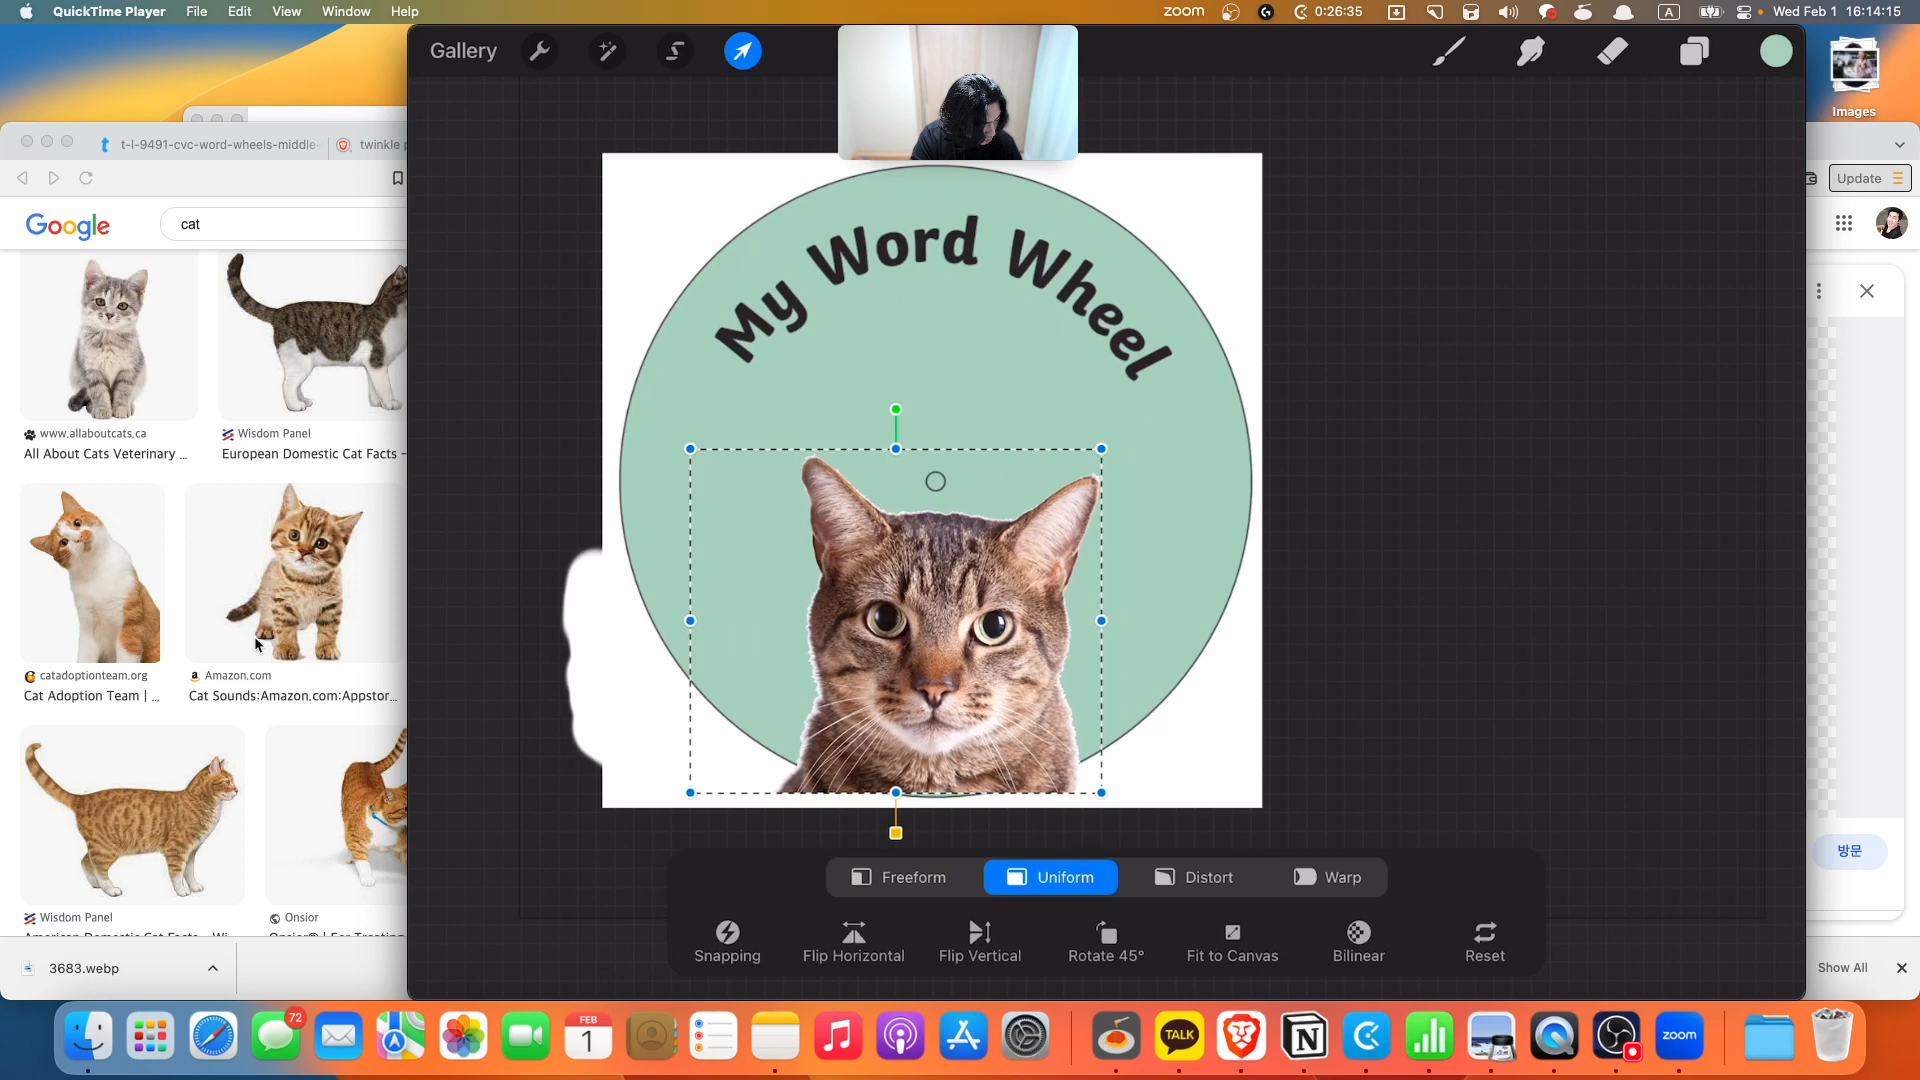 QuickTime Player File Edit View Window Help
zoom 0:26:35 A Wed Feb 1 16:14:15
Gallery
Images
t-l-9491-cvc-word-wheels-middle-
twinkle p
Update
Google
cat
My Word Wheel
www.allaboutcats.ca
Wisdom Panel
All About Cats Veterinary ...
European Domestic Cat Facts -
catadoptionteam.org
Amazon.com
Cat Adoption Team | ...
Cat Sounds:Amazon.com:Appstor...
방문
Freeform Uniform Distort Warp
Wisdom Panel
Onsior
Snapping Flip Horizontal Flip Vertical Rotate 45° Fit to Canvas Bilinear Reset
3683.webp
Show All
72
FEB
1
TALK
zoom